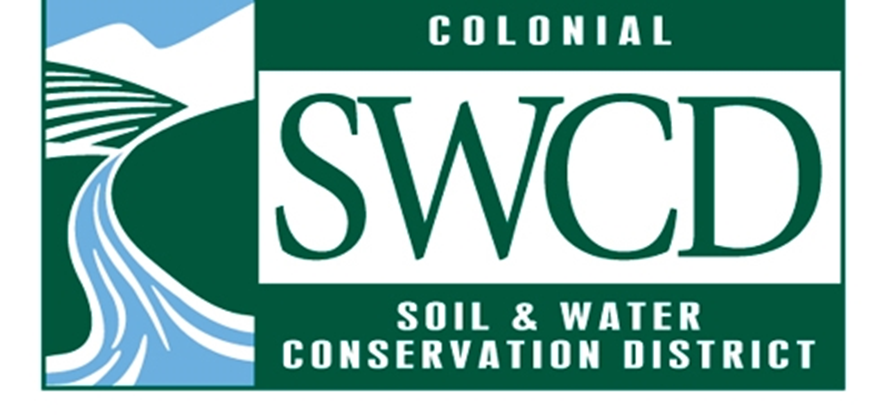 COLONIAL
SWCD
SOIL & WATER
CONSERVATION DISTRICT